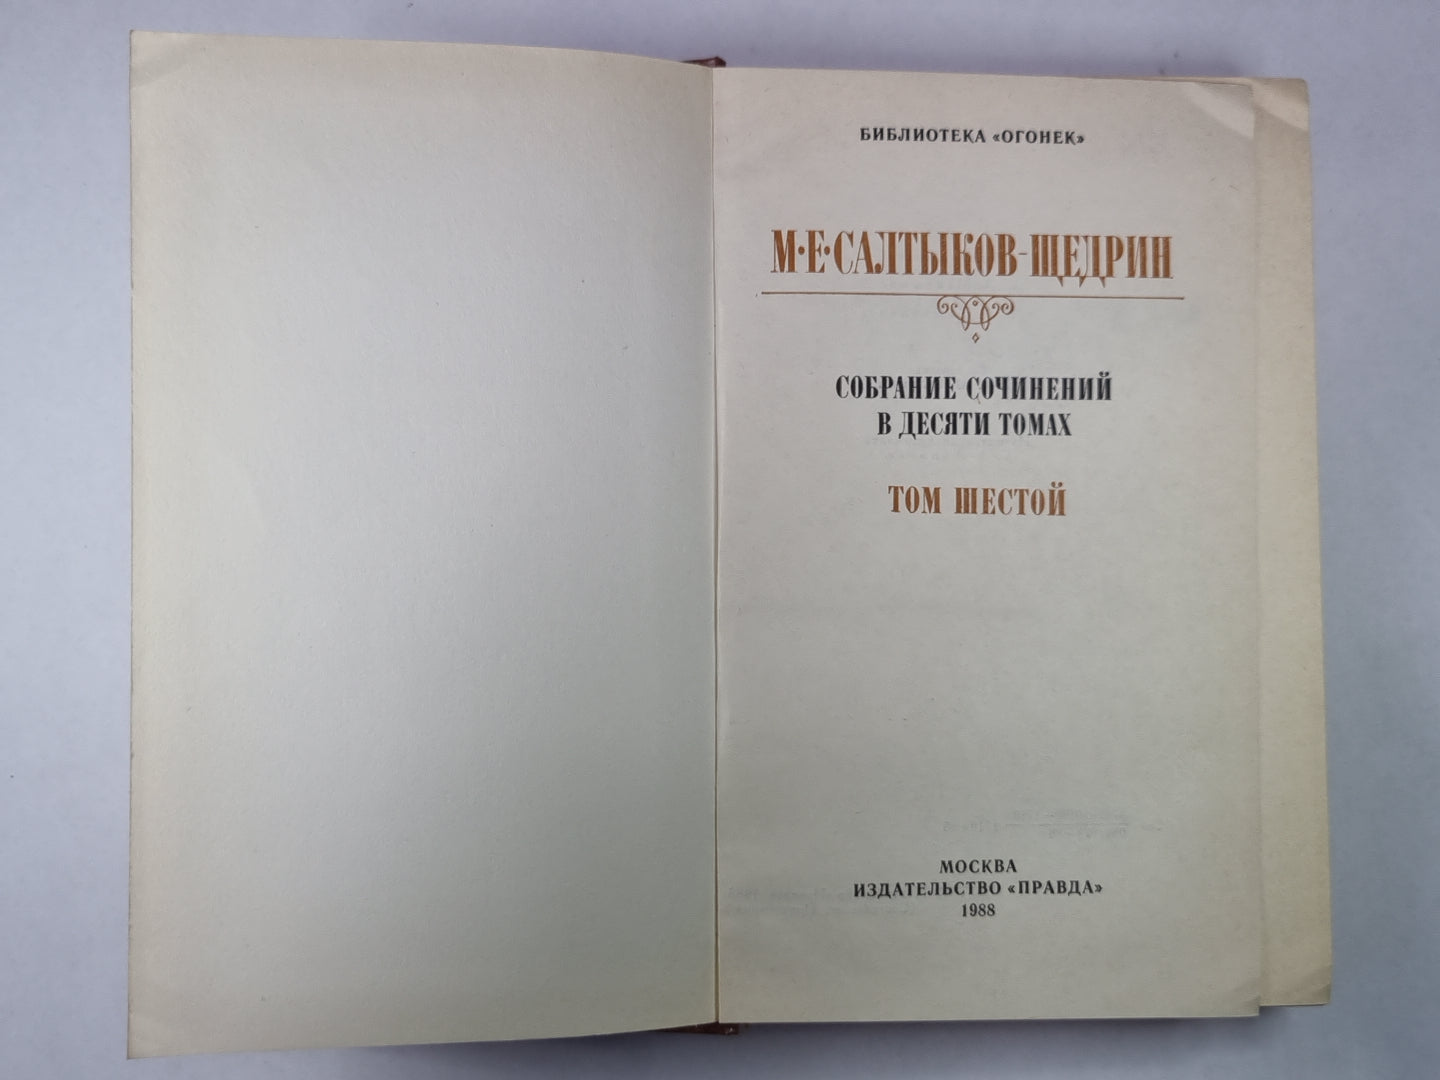 БИБЛИОТЕКА «ОГОНЕК»
М·Е·САЛТЫКОВ-ЩЕДРИН
СОБРАНИЕ СОЧИНЕНИЙ
В ДЕСЯТИ ТОМАХ
ТОМ ШЕСТОЙ
МОСКВА
ИЗДАТЕЛЬСТВО «ПРАВДА»
1988